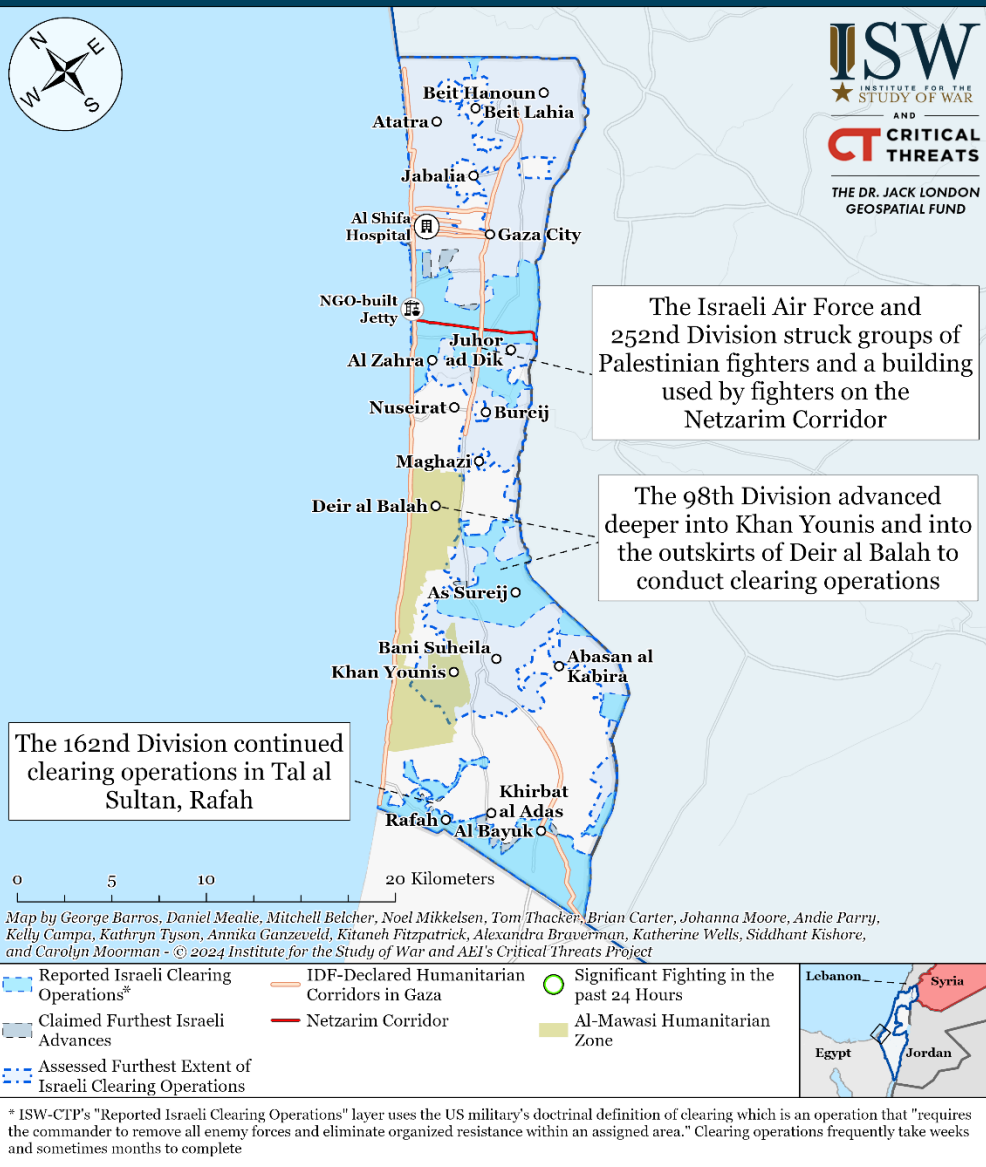 N
E
W
S
ISW
INSTITUTE FOR THE
STUDY OF WAR
AND
CT CRITICAL
THREATS
THE DR. JACK LONDON
GEOSPATIAL FUND
Beit Hanoun
Beit Lahia
Atatra
Jabalia
Al Shifa
Hospital
Gaza City
NGO-built
Jetty
The Israeli Air Force and
252nd Division struck groups of
Palestinian fighters and a building
used by fighters on the
Netzarim Corridor
Juhor
ad Dik
Al Zahra
Nuseirat
Bureij
Maghazi
Deir al Balah
The 98th Division advanced
deeper into Khan Younis and into
the outskirts of Deir al Balah to
conduct clearing operations
As Sureij
Bani Suheila
Khan Younis
Abasan al
Kabira
The 162nd Division continued
clearing operations in Tal al
Sultan, Rafah
Khirbat
al Adas
Rafah
Al Bayuk
0 5 10 20 Kilometers
Map by George Barros, Daniel Mealie, Mitchell Belcher, Noel Mikkelsen, Tom Thacker, Brian Carter, Johanna Moore, Andie Parry,
Kelly Campa, Kathryn Tyson, Annika Ganzeveld, Kitaneh Fitzpatrick, Alexandra Braverman, Katherine Wells, Siddhant Kishore,
and Carolyn Moorman - © 2024 Institute for the Study of War and AEI's Critical Threats Project
Reported Israeli Clearing
Operations*
Claimed Furthest Israeli
Advances
Assessed Furthest Extent of
Israeli Clearing Operations
IDF-Declared Humanitarian
Corridors in Gaza
Netzarim Corridor
Significant Fighting in the
past 24 Hours
Al-Mawasi Humanitarian
Zone
Lebanon
Syria
Egypt
Jordan
* ISW-CTP's "Reported Israeli Clearing Operations" layer uses the US military's doctrinal definition of clearing which is an operation that "requires
the commander to remove all enemy forces and eliminate organized resistance within an assigned area." Clearing operations frequently take weeks
and sometimes months to complete